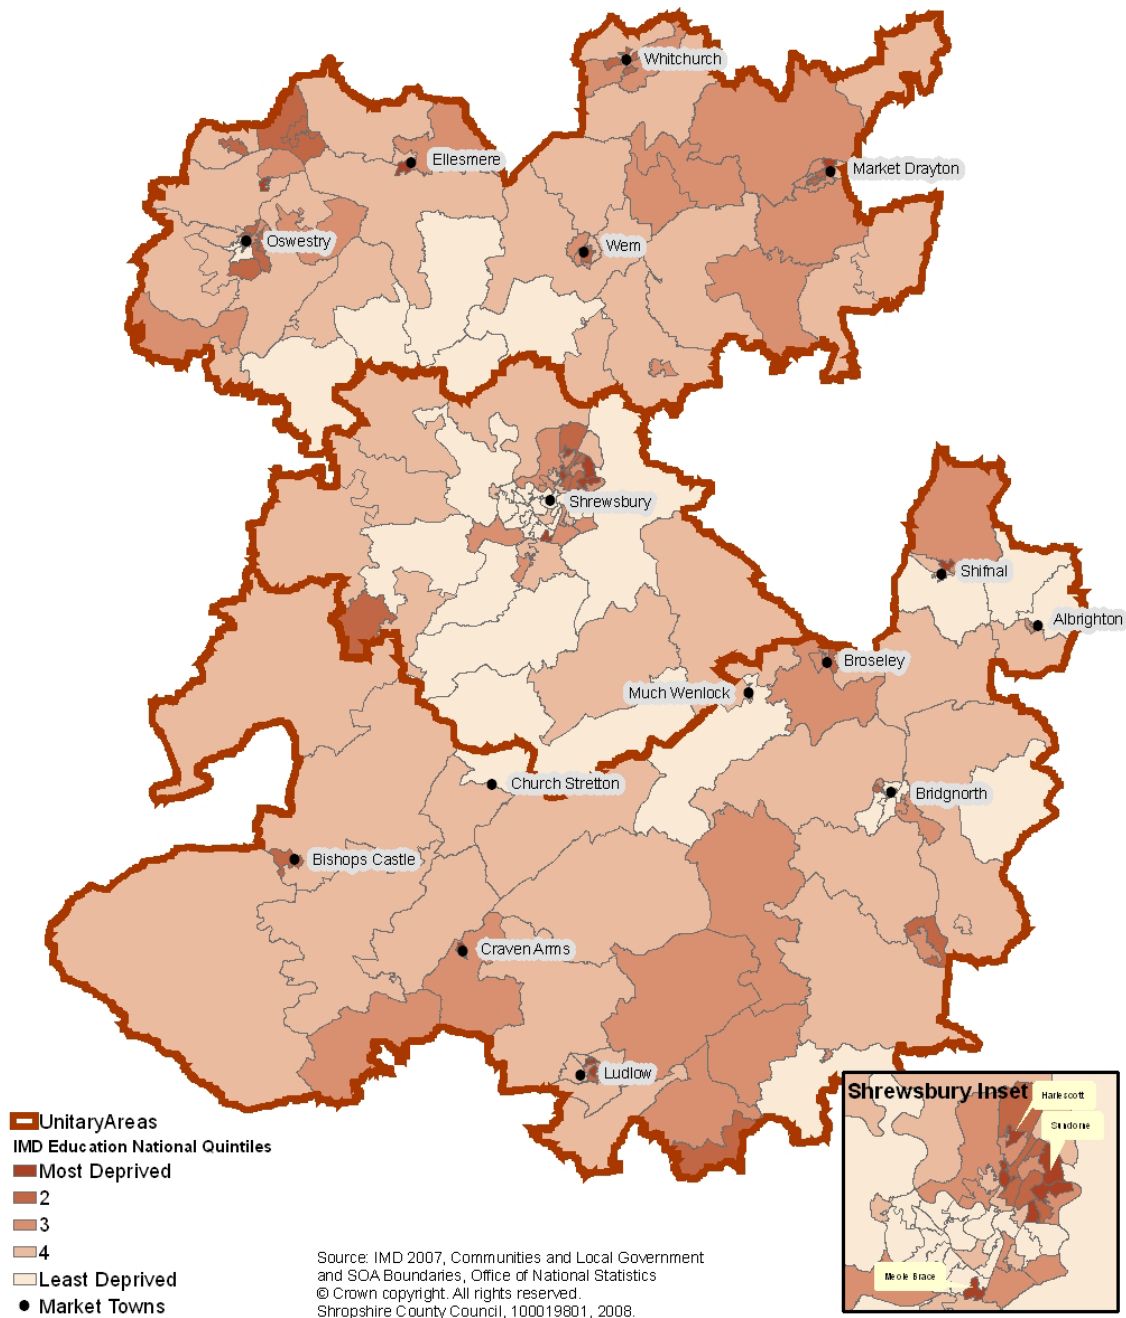 Whitchurch
Ellesmere
Market Drayton
Oswestry
Wem
Shrewsbury
Shifnal
Albrighton
Broseley
Much Wenlock
Church Stretton
Bridgnorth
Bishops Castle
Craven Arms
Ludlow
Shrewsbury Inset
Harlescott
Sundorne
Meole Brace
UnitaryAreas
IMD Education National Quintiles
Most Deprived
2
3
4
Least Deprived
Market Towns
Source: IMD 2007, Communities and Local Government
and SOA Boundaries, Office of National Statistics
© Crown copyright. All rights reserved.
Shropshire County Council, 100019801, 2008.